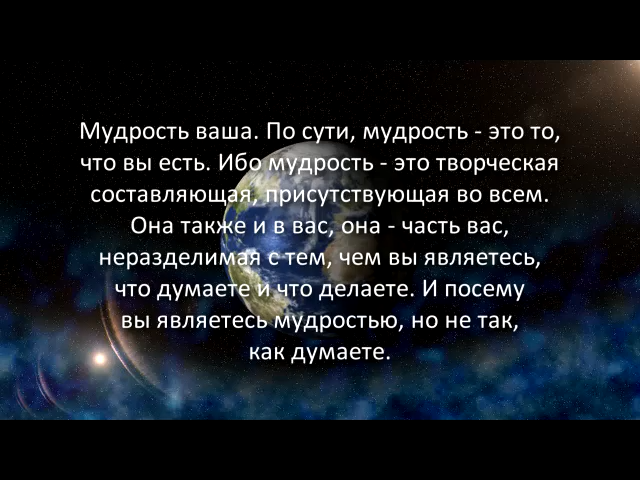 Мудрость ваша. По сути, мудрость - это то,
что вы есть. Ибо мудрость - это творческая
составляющая, присутствующая во всем.
Она также и в вас, она - часть вас,
неразделимая с тем, чем вы являетесь,
что думаете и что делаете. И посему
вы являетесь мудростью, но не так,
как думаете.